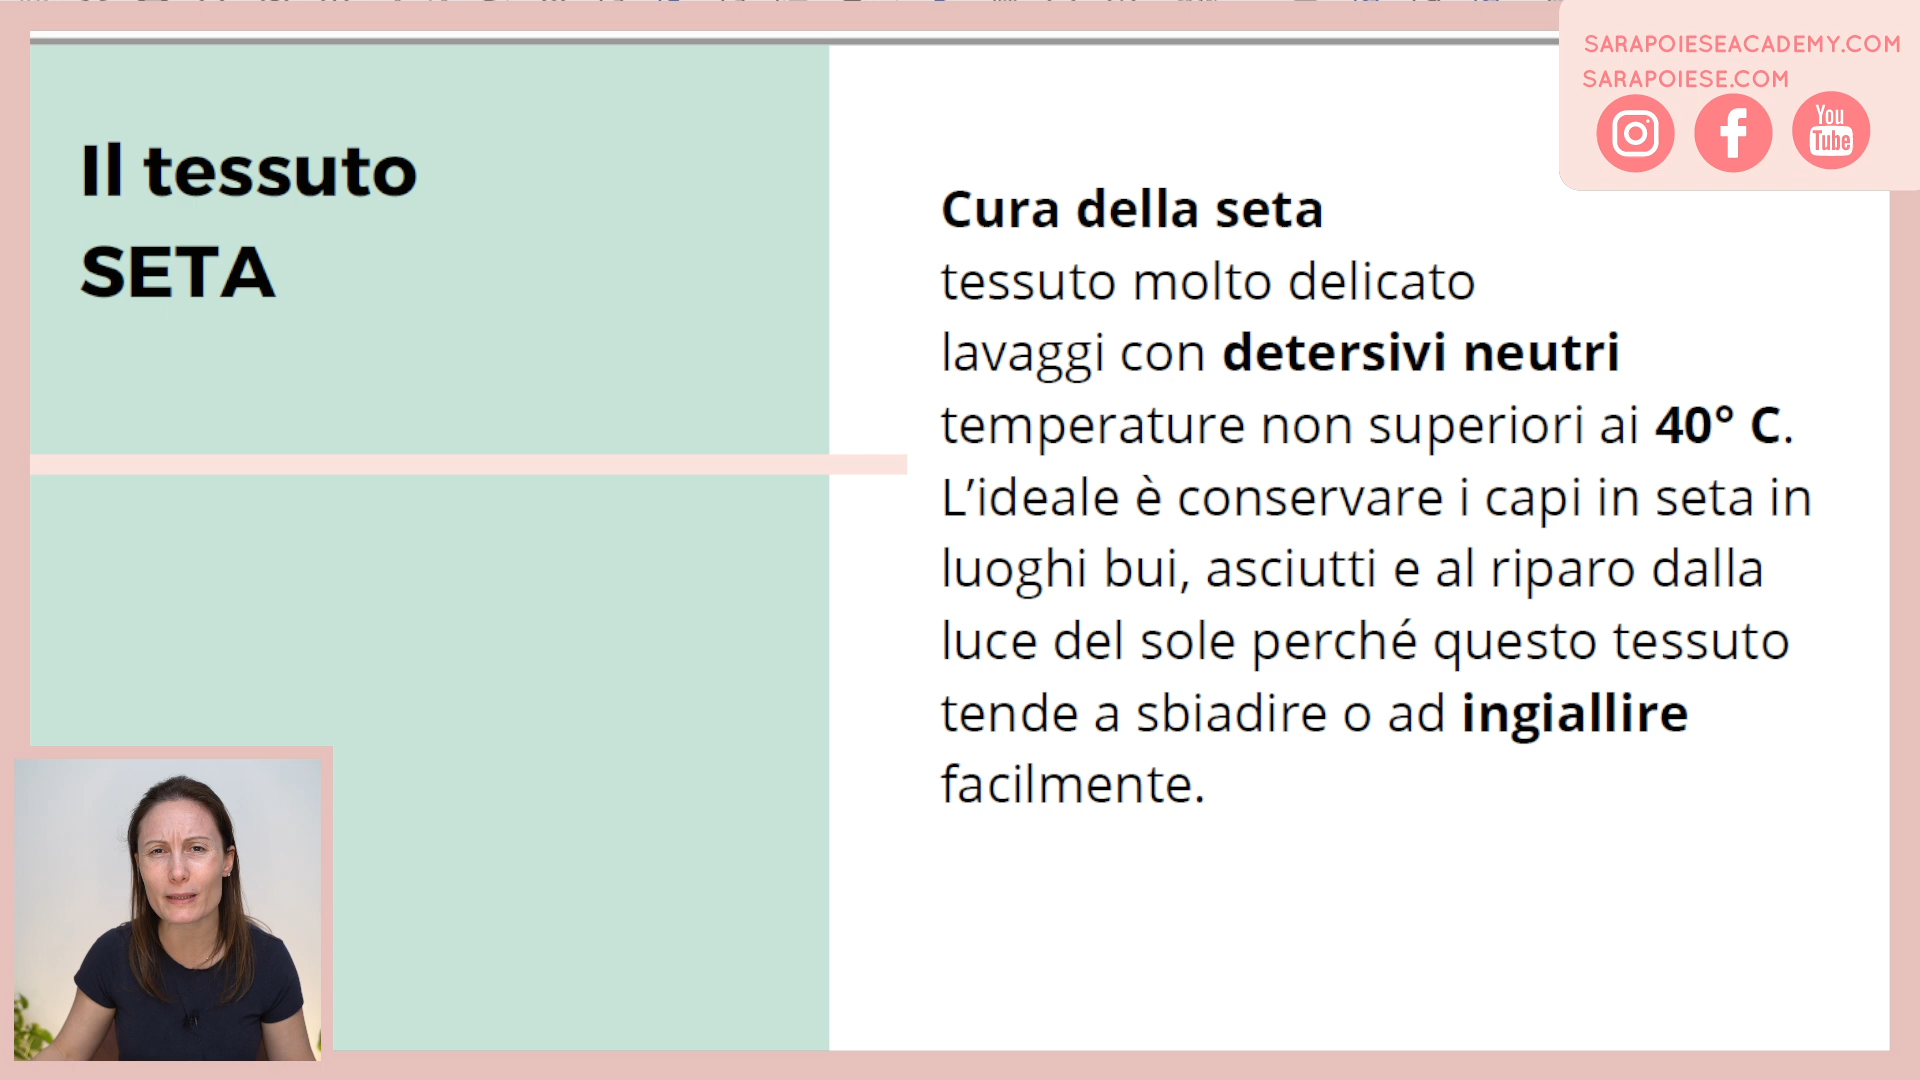 SARAPOIESEACADEMY.COM
SARAPOIESE.COM
You
Tube
Il tessuto
SETA
Cura della seta
tessuto molto delicato
lavaggi con detersivi neutri
temperature non superiori ai 40° C.
L’ideale è conservare i capi in seta in
luoghi bui, asciutti e al riparo dalla
luce del sole perché questo tessuto
tende a sbiadire o ad ingiallire
facilmente.